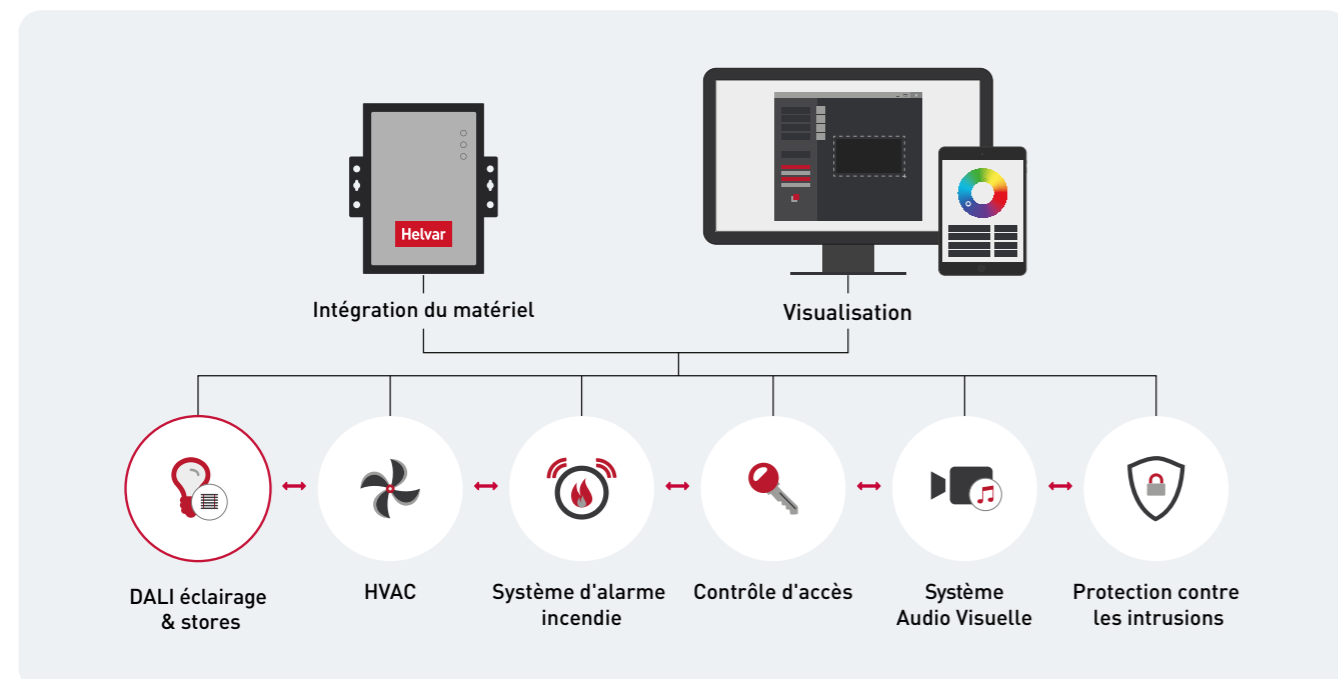 Helvar
Intégration du matériel
Visualisation
DALI éclairage
& stores
HVAC
Système d'alarme
incendie
Contrôle d'accès
Système
Audio Visuelle
Protection contre
les intrusions